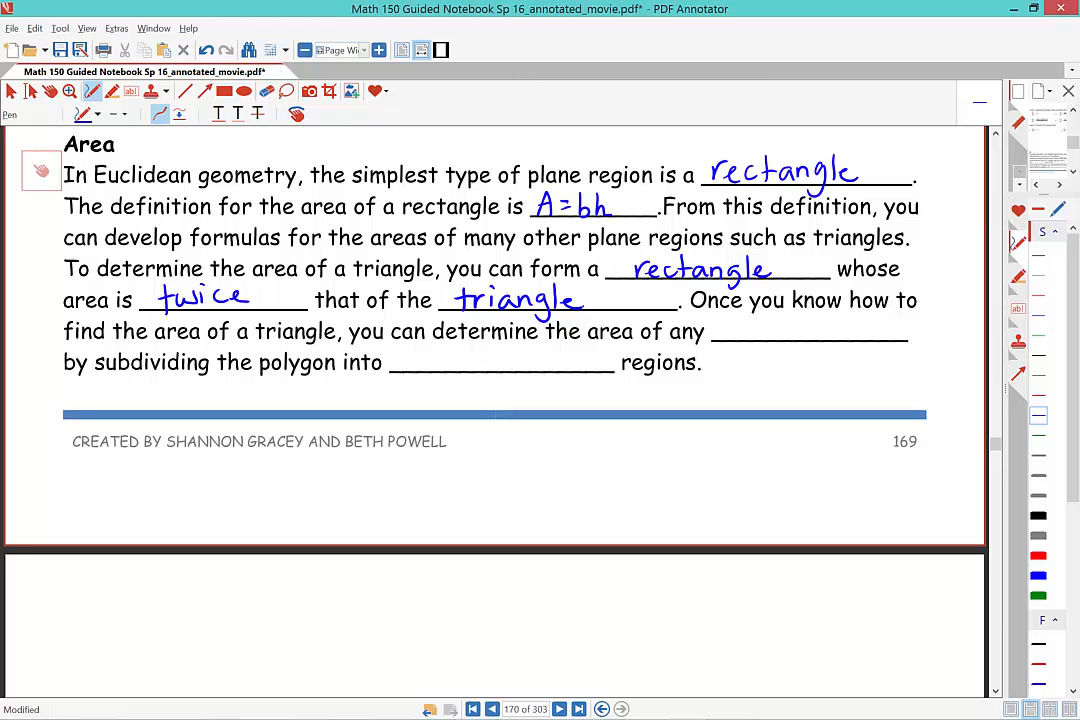 Math 150 Guided Notebook Sp 16_annotated_movie.pdf* - PDF Annotator
File Edit View Tool Extras Window Help
Page Wi
Math 150 Guided Notebook Sp 16_annotated_movie.pdf*
Pen
Area
In Euclidean geometry, the simplest type of plane region is a rectangle.
The definition for the area of a rectangle is A=bh.From this definition, you
can develop formulas for the areas of many other plane regions such as triangles.
To determine the area of a triangle, you can form a rectangle whose
area is twice that of the triangle. Once you know how to
find the area of a triangle, you can determine the area of any _______________
by subdividing the polygon into _________________ regions.
CREATED BY SHANNON GRACEY AND BETH POWELL 169
S
F
Modified 170 of 303